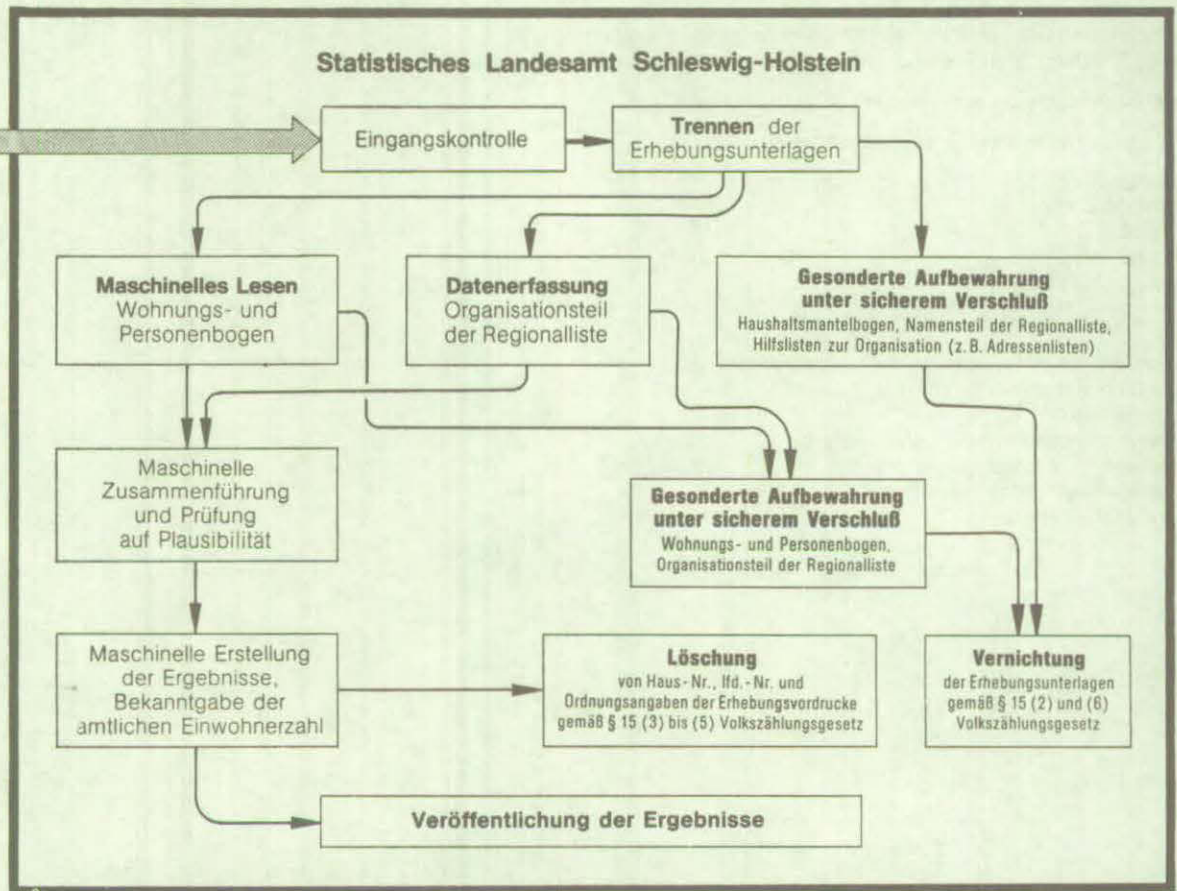 Statistisches Landesamt Schleswig-Holstein
Eingangskontrolle
Trennen der
Erhebungsunterlagen
Maschinelles Lesen
Wohnungs- und
Personenbogen
Datenerfassung
Organisationsteil
der Regionalliste
Gesonderte Aufbewahrung
unter sicherem Verschluß
Haushaltsmantelbogen, Namensteil der Regionalliste,
Hilfslisten zur Organisation (z.B. Adressenlisten)
Maschinelle
Zusammenführung
und Prüfung
auf Plausibilität
Gesonderte Aufbewahrung
unter sicherem Verschluß
Wohnungs- und Personenbogen,
Organisationsteil der Regionalliste
Maschinelle Erstellung
der Ergebnisse,
Bekanntgabe der
amtlichen Einwohnerzahl
Löschung
von Haus-Nr., lfd.-Nr. und
Ordnungsangaben der Erhebungsvordrucke
gemäß § 15 (3) bis (5) Volkszählungsgesetz
Vernichtung
der Erhebungsunterlagen
gemäß § 15 (2) und (6)
Volkszählungsgesetz
Veröffentlichung der Ergebnisse